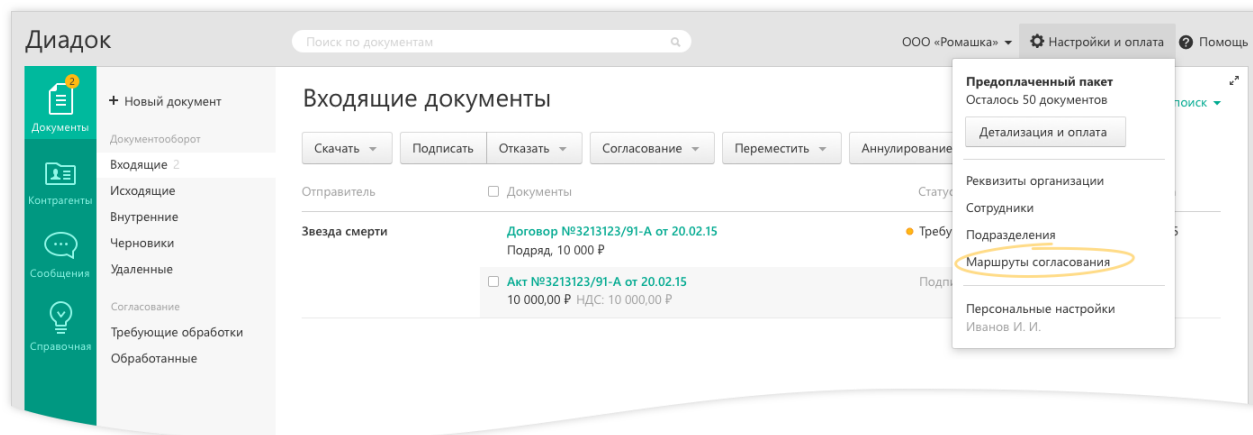 Диадок
Поиск по документам
ООО «Ромашка»
Настройки и оплата
Помощь
2
Документы
Контрагенты
Сообщения
Справочная
+ Новый документ
Документооборот
Входящие 2
Исходящие
Внутренние
Черновики
Удаленные
Согласование
Требующие обработки
Обработанные
Входящие документы
Скачать
Подписать
Отказать
Согласование
Переместить
Аннулирование
Отправитель
Документы
Звезда смерти
Договор №3213123/91-А от 20.02.15
Подряд, 10 000 ₽
Акт №3213123/91-А от 20.02.15
10 000,00 ₽ НДС: 10 000,00 ₽
Предоплаченный пакет
Осталось 50 документов
Детализация и оплата
Реквизиты организации
Сотрудники
Подразделения
Маршруты согласования
Персональные настройки
Иванов И. И.